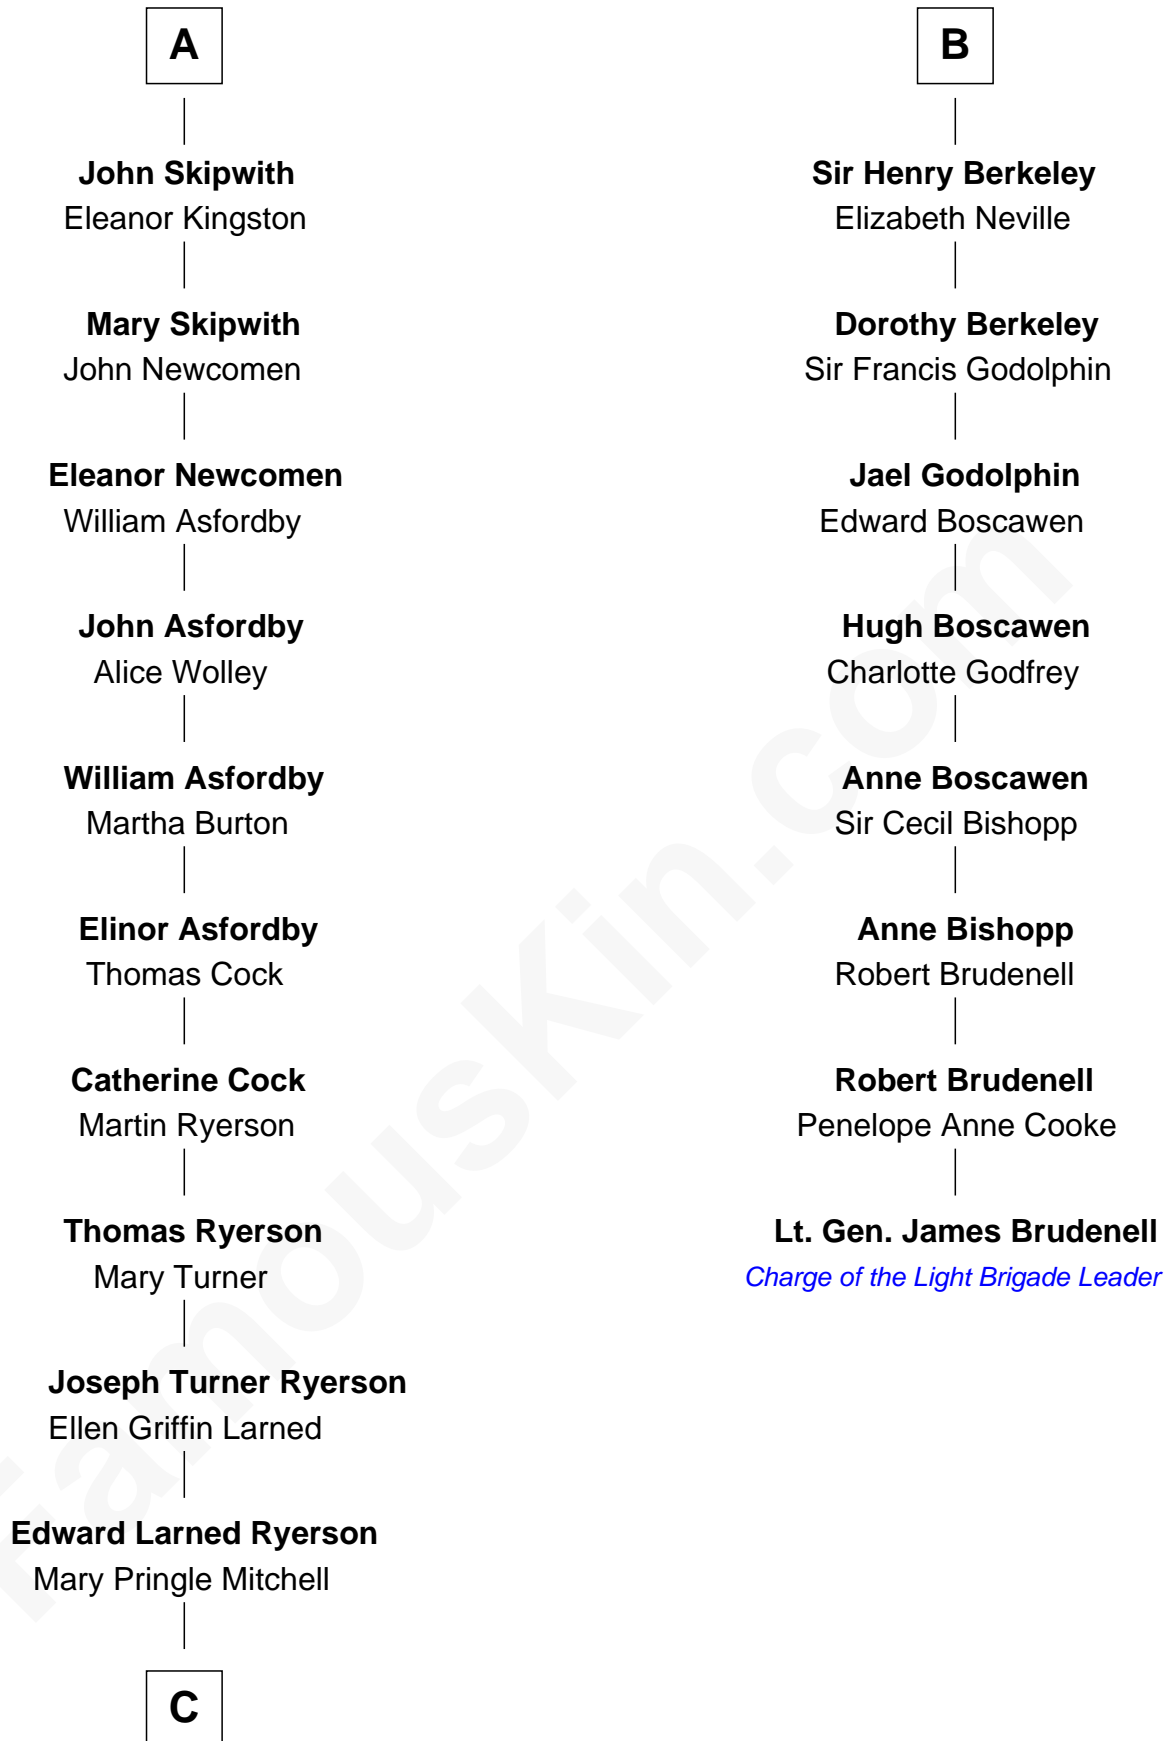 A
John Skipwith
Eleanor Kingston
Mary Skipwith
John Newcomen
Eleanor Newcomen
William Asfordby
John Asfordby
Alice Wolley
William Asfordby
Martha Burton
Elinor Asfordby
Thomas Cock
Catherine Cock
Martin Ryerson
Thomas Ryerson
Mary Turner
Joseph Turner Ryerson
Ellen Griffin Larned
Edward Larned Ryerson
Mary Pringle Mitchell
C
B
Sir Henry Berkeley
Elizabeth Neville
Dorothy Berkeley
Sir Francis Godolphin
Jael Godolphin
Edward Boscawen
Hugh Boscawen
Charlotte Godfrey
Anne Boscawen
Sir Cecil Bishopp
Anne Bishopp
Robert Brudenell
Robert Brudenell
Penelope Anne Cooke
Lt. Gen. James Brudenell
Charge of the Light Brigade Leader
FamousKin.com